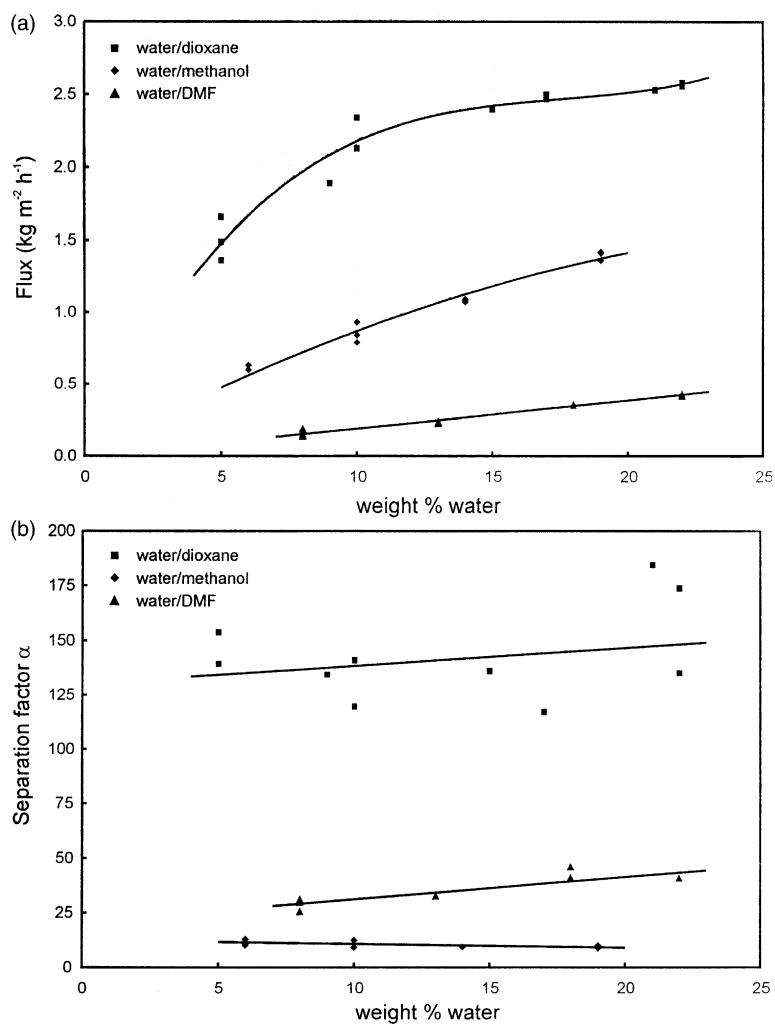 (a)
3.0
2.5
2.0
1.5
1.0
0.5
0.0
Flux (kg m⁻² h⁻¹)
water/dioxane
water/methanol
water/DMF
0 5 10 15 20 25
weight % water
(b)
200
175
150
125
100
75
50
25
0
Separation factor α
water/dioxane
water/methanol
water/DMF
0 5 10 15 20 25
weight % water